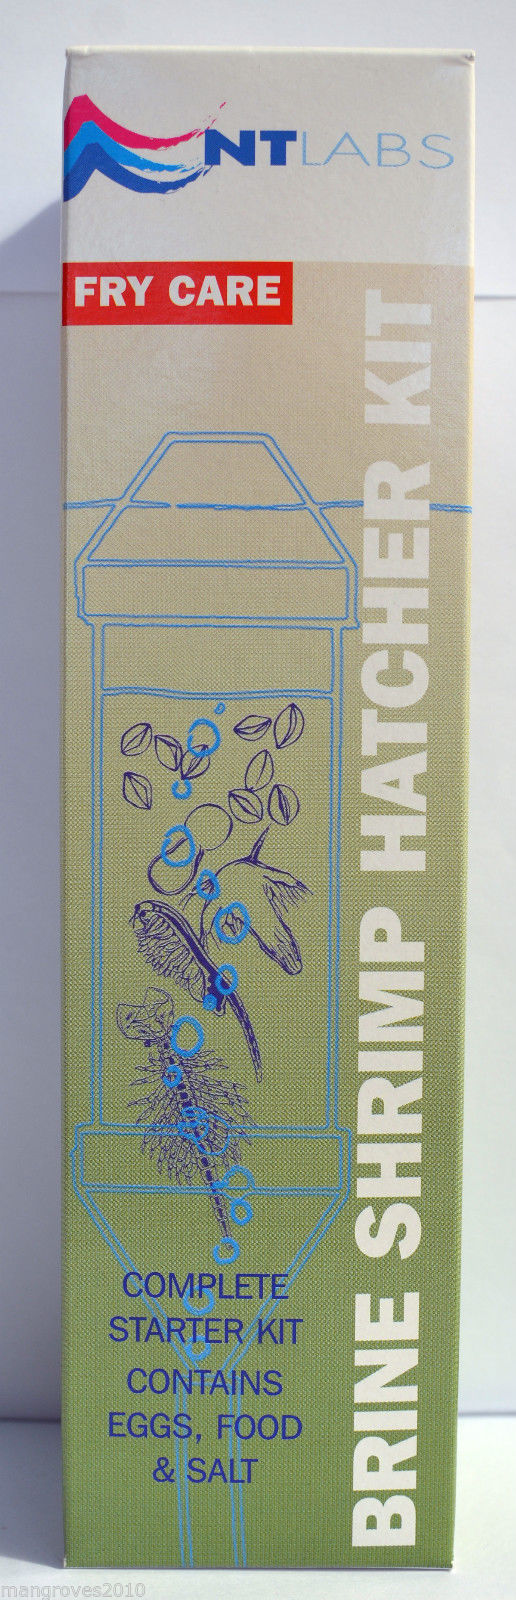 NTLABS
FRY CARE
BRINE SHRIMP HATCHER KIT
COMPLETE
STARTER KIT
CONTAINS
EGGS, FOOD
& SALT
mangroves2010